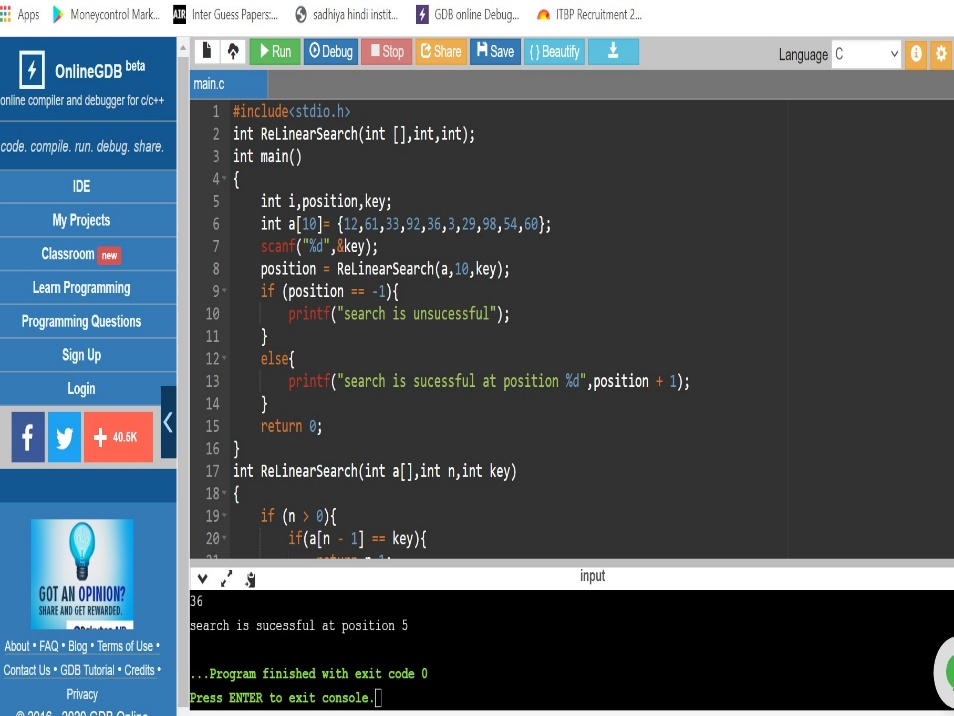 Apps
Moneycontrol Mark...
AIR Inter Guess Papers:...
sadhiya hindi instit...
GDB online Debug...
ITBP Recruitment 2...
OnlineGDB beta
online compiler and debugger for c/c++
code. compile. run. debug. share.
IDE
My Projects
Classroom new
Learn Programming
Programming Questions
Sign Up
Login
f
+ 40.5K
GOT AN OPINION?
SHARE AND GET REWARDED.
About • FAQ • Blog • Terms of Use •
Contact Us • GDB Tutorial • Credits •
Privacy
© 2016 - 2020 GDB Online
Run Debug Stop Share Save { } Beautify
Language C
main.c
1 #include<stdio.h>
2 int ReLinearSearch(int [],int,int);
3 int main()
4 {
5 int i,position,key;
6 int a[10]= {12,61,33,92,36,3,29,98,54,60};
7 scanf("%d",&key);
8 position = ReLinearSearch(a,10,key);
9 if (position == -1){
10 printf("search is unsucessful");
11 }
12 else{
13 printf("search is sucessful at position %d",position + 1);
14 }
15 return 0;
16 }
17 int ReLinearSearch(int a[],int n,int key)
18 {
19 if (n > 0){
20 if(a[n - 1] == key){
21 return n-1;
input
36
search is sucessful at position 5
...Program finished with exit code 0
Press ENTER to exit console.